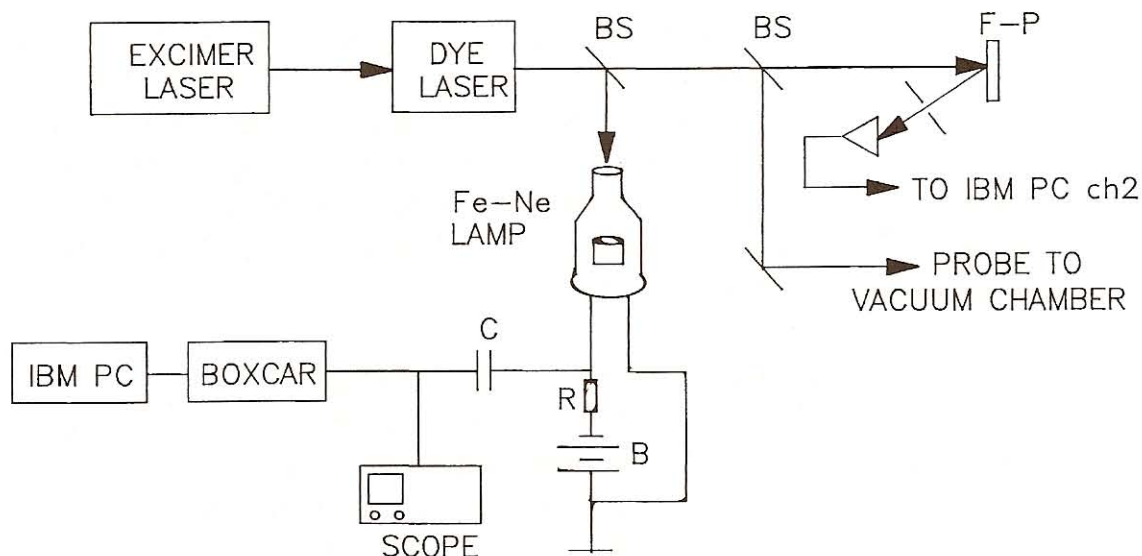 EXCIMER
LASER
DYE
LASER
BS
BS
F-P
TO IBM PC ch2
Fe-Ne
LAMP
PROBE TO
VACUUM CHAMBER
C
IBM PC
BOXCAR
R
B
SCOPE